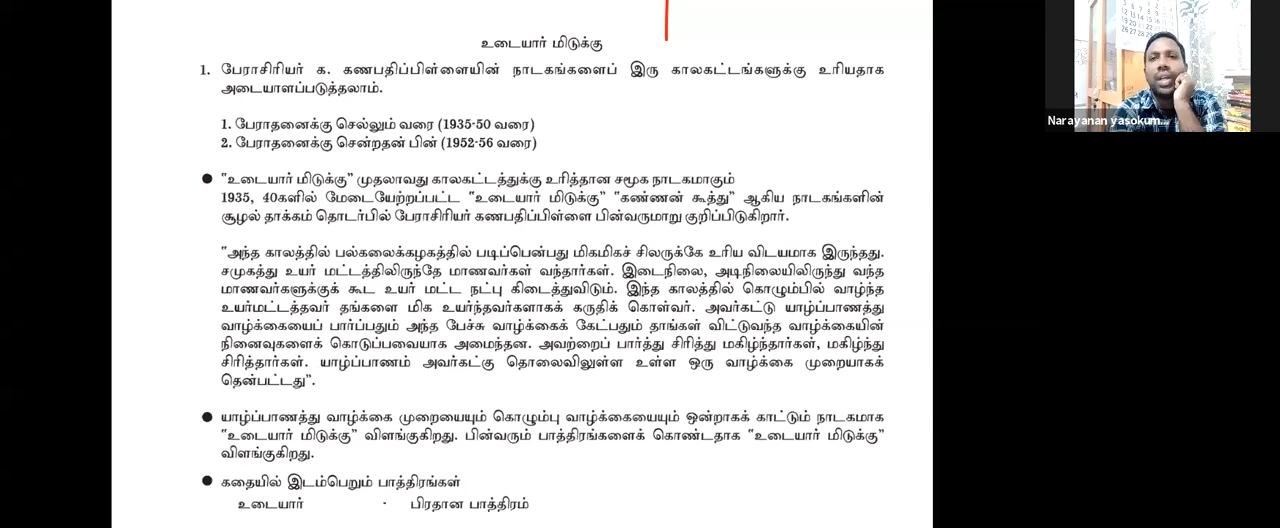 உடையார் மிடுக்கு
1. பேராசிரியர் க. கணபதிப்பிள்ளையின் நாடகங்களைப் இரு காலகட்டங்களுக்கு உரியதாக
அடையாளப்படுத்தலாம்.
1. பேராதனைக்கு செல்லும் வரை (1935-50 வரை)
2. பேராதனைக்கு சென்றதன் பின் (1952-56 வரை)
● "உடையார் மிடுக்கு" முதலாவது காலகட்டத்துக்கு உரித்தான சமூக நாடகமாகும்
1935, 40களில் மேடையேற்றப்பட்ட "உடையார் மிடுக்கு" "கண்ணன் கூத்து" ஆகிய நாடகங்களின்
சூழல் தாக்கம் தொடர்பில் பேராசிரியர் கணபதிப்பிள்ளை பின்வருமாறு குறிப்பிடுகிறார்.
"அந்த காலத்தில் பல்கலைக்கழகத்தில் படிப்பென்பது மிகமிகச் சிலருக்கே உரிய விடயமாக இருந்தது.
சமுகத்து உயர் மட்டத்திலிருந்தே மாணவர்கள் வந்தார்கள். இடைநிலை, அடிநிலையிலிருந்து வந்த
மாணவர்களுக்குக் கூட உயர் மட்ட நட்பு கிடைத்துவிடும். இந்த காலத்தில் கொழும்பில் வாழ்ந்த
உயர்மட்டத்தவர் தங்களை மிக உயர்ந்தவர்களாகக் கருதிக் கொள்வர். அவர்கட்டு யாழ்ப்பாணத்து
வாழ்க்கையைப் பார்ப்பதும் அந்த பேச்சு வாழ்க்கைக் கேட்பதும் தாங்கள் விட்டுவந்த வாழ்க்கையின்
நினைவுகளைக் கொடுப்பவையாக அமைந்தன. அவற்றைப் பார்த்து சிரித்து மகிழ்ந்தார்கள், மகிழ்ந்து
சிரித்தார்கள். யாழ்ப்பாணம் அவர்கட்கு தொலைவிலுள்ள உள்ள ஒரு வாழ்க்கை முறையாகக்
தென்பட்டது".
● யாழ்ப்பாணத்து வாழ்க்கை முறையையும் கொழும்பு வாழ்க்கையையும் ஒன்றாகக் காட்டும் நாடகமாக
"உடையார் மிடுக்கு" விளங்குகிறது. பின்வரும் பாத்திரங்களைக் கொண்டதாக "உடையார் மிடுக்கு"
விளங்குகிறது.
● கதையில் இடம்பெறும் பாத்திரங்கள்
உடையார் - பிரதான பாத்திரம்
Narayanan yasokum...